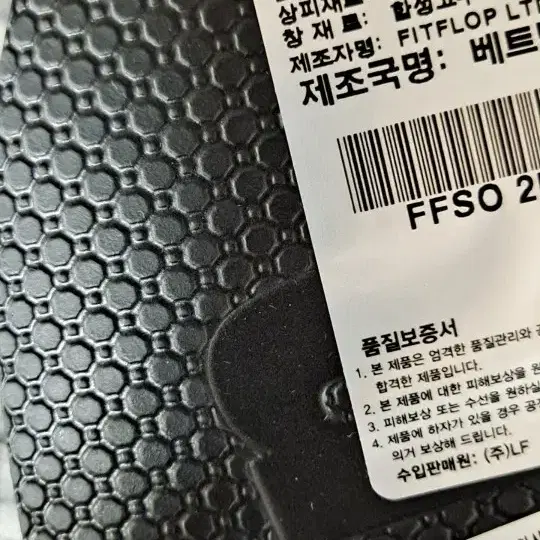 상피재
창 재 료: 합성고무
제조자명: FITFLOP LT
제조국명: 베트
FFSO 2
품질보증서
1. 본 제품은 엄격한 품질관리와
합격한 제품입니다.
2. 본 제품에 대한 피해보상을 원
3. 피해보상 또는 수선을 원하실
4. 제품에 하자가 있을 경우 공정
의거 보상해 드립니다.
수입판매원: (주)LF